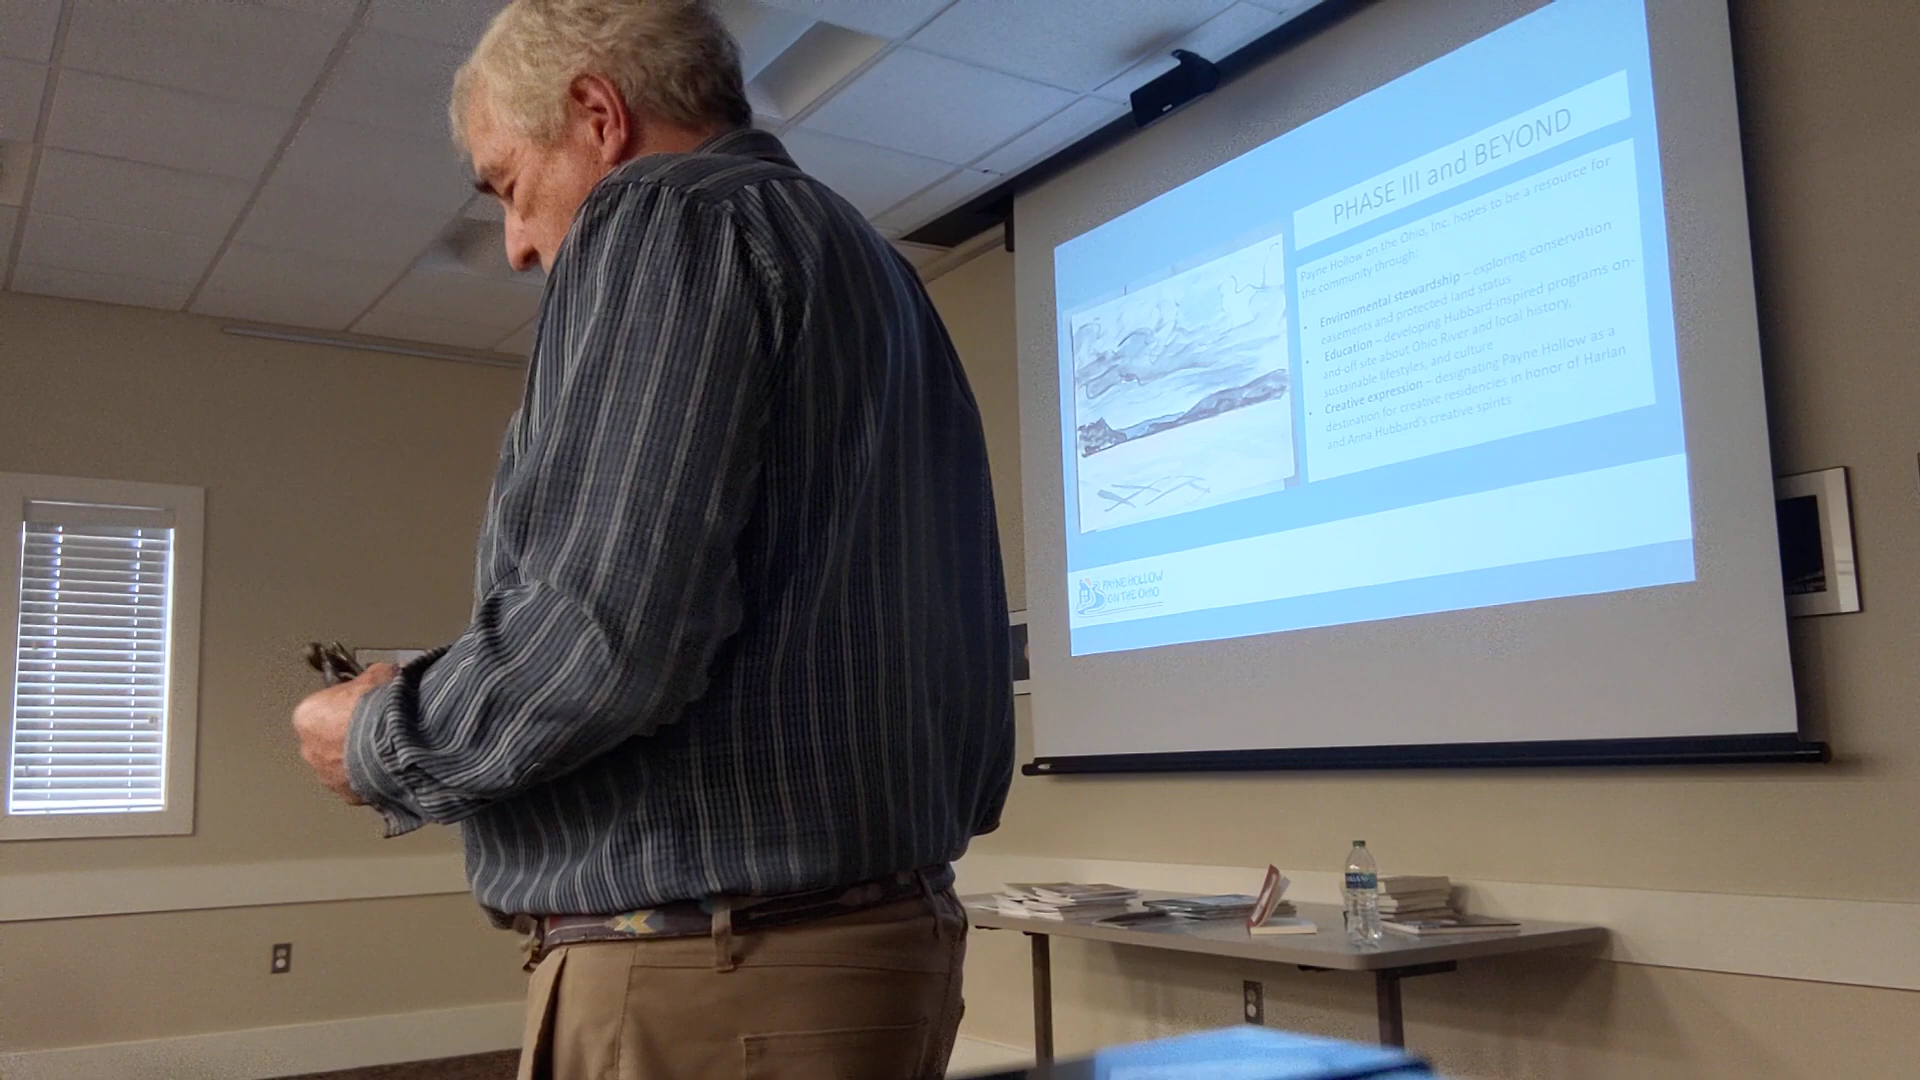 PHASE III and BEYOND
Payne Hollow on the Ohio, Inc. hopes to be a resource for
the community through:
• Environmental stewardship – exploring conservation
easements and protected land status
• Education – developing Hubbard-inspired programs on-
and-off site about Ohio River and local history,
sustainable lifestyles, and culture
• Creative expression – designating Payne Hollow as a
destination for creative residencies in honor of Harlan
and Anna Hubbard's creative spirits
PAYNE HOLLOW
ON THE OHIO